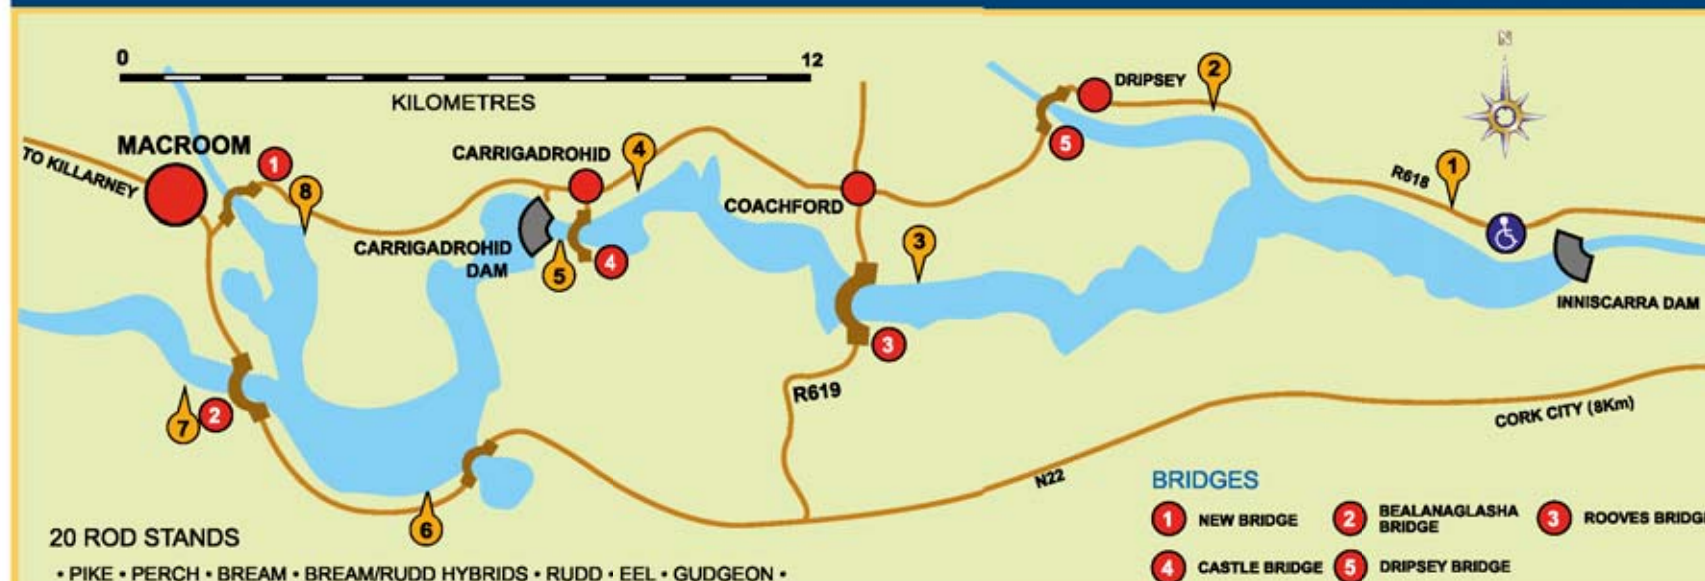 N
0 12
KILOMETRES
TO KILLARNEY
MACROOM
1
8
CARRIGADROHID
4
CARRIGADROHID
DAM
5
4
COACHFORD
DRIPSEY
2
5
3
3
R618
1
INNISCARRA DAM
7
2
6
R619
N22
CORK CITY (8Km)
20 ROD STANDS
• PIKE • PERCH • BREAM • BREAM/RUDD HYBRIDS • RUDD • EEL • GUDGEON •
BRIDGES
1 NEW BRIDGE 2 BEALANAGLASHA
BRIDGE 3 ROOVES BRIDGE
4 CASTLE BRIDGE 5 DRIPSEY BRIDGE